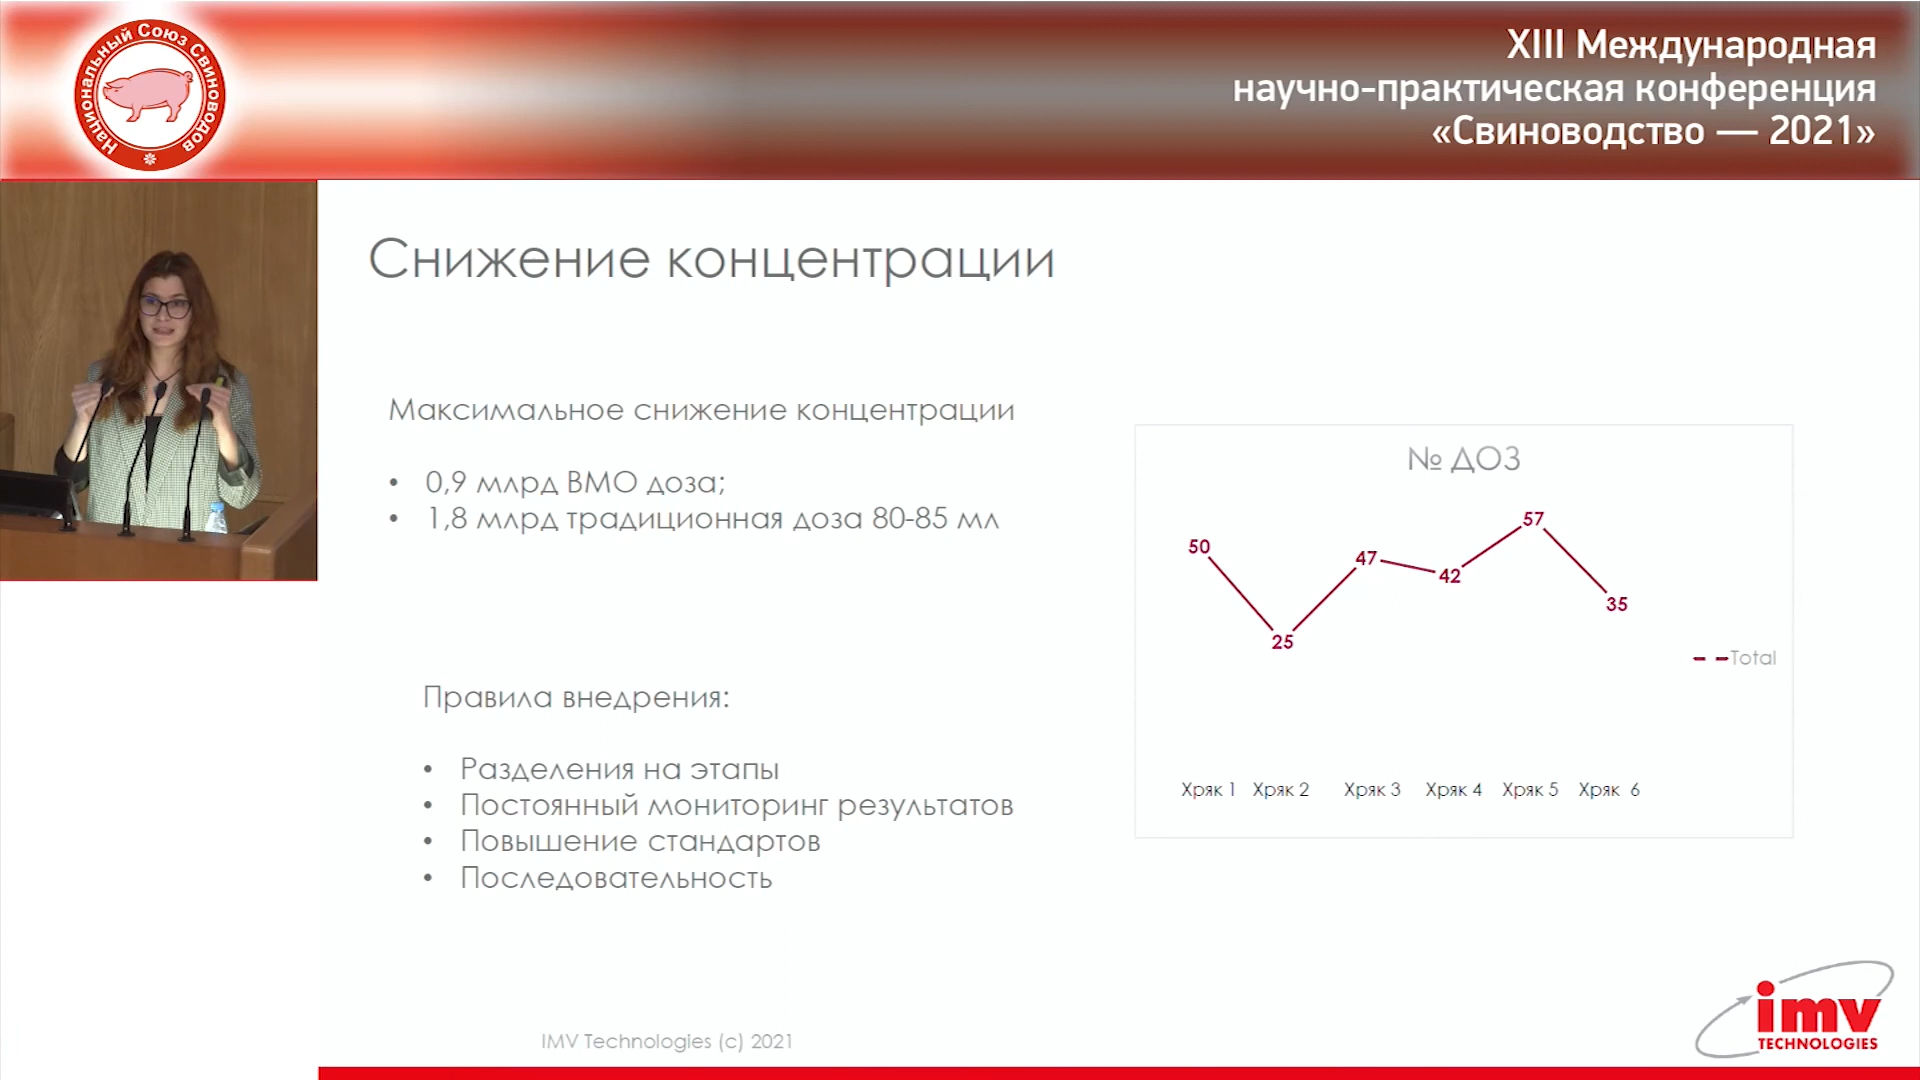 Национальный Союз Свиноводов
XIII Международная
научно-практическая конференция
«Свиноводство — 2021»
Снижение концентрации
Максимальное снижение концентрации
• 0,9 млрд ВМО доза;
• 1,8 млрд традиционная доза 80-85 мл
Правила внедрения:
• Разделения на этапы
• Постоянный мониторинг результатов
• Повышение стандартов
• Последовательность
№ ДОЗ
50
25
47
42
57
35
Total
Хряк 1 Хряк 2 Хряк 3 Хряк 4 Хряк 5 Хряк 6
IMV Technologies (c) 2021
imv
TECHNOLOGIES